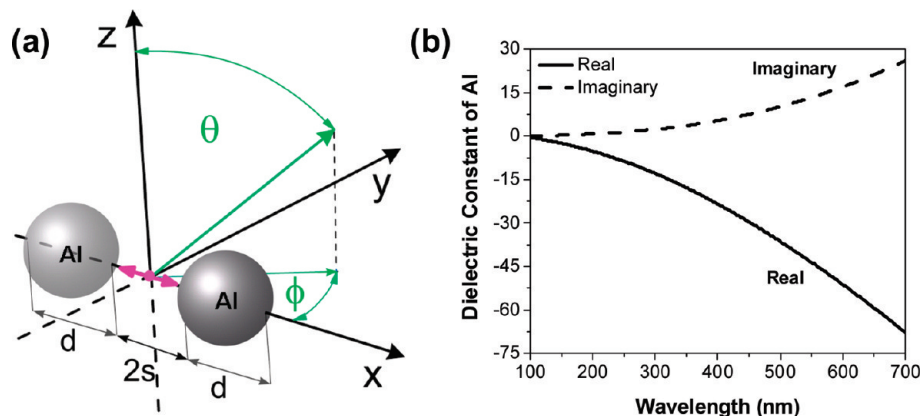 (a)
z
θ
y
Al
Al
ϕ
d
2s
d
x
(b)
Dielectric Constant of Al
30
15
0
-15
-30
-45
-60
-75
Real
Imaginary
Imaginary
Real
100 200 300 400 500 600 700
Wavelength (nm)